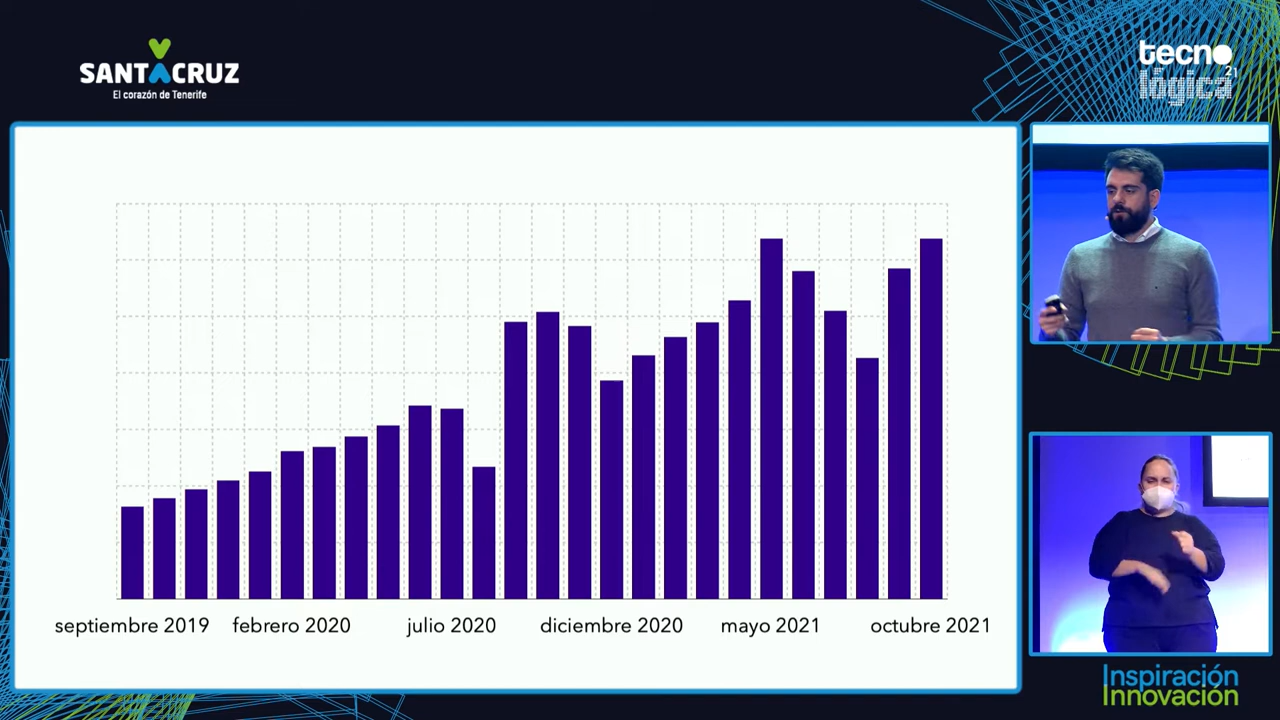 SANTACRUZ
El corazón de Tenerife
tecno
lógica
21
septiembre 2019
febrero 2020
julio 2020
diciembre 2020
mayo 2021
octubre 2021
Inspiración
Innovación